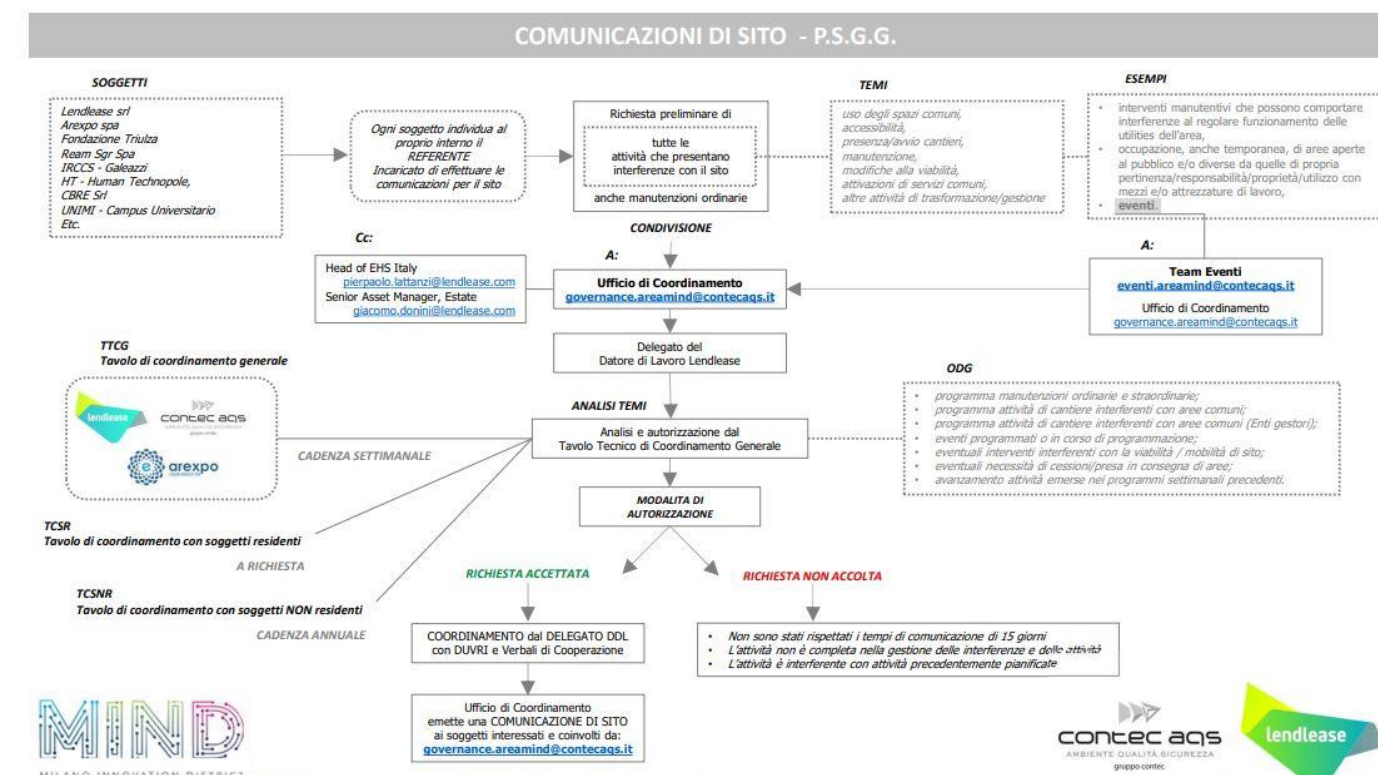 COMUNICAZIONI DI SITO - P.S.G.G.
SOGGETTI
Lendlease srl
Arexpo spa
Fondazione Triulza
Ream Sgr Spa
IRCCS - Galeazzi
HT - Human Technopole,
CBRE Srl
UNIMI - Campus Universitario
Etc.
Ogni soggetto individua al
proprio interno il
REFERENTE
Incaricato di effettuare le
comunicazioni per il sito
Richiesta preliminare di
tutte le
attività che presentano
interferenze con il sito
anche manutenzioni ordinarie
TEMI
uso degli spazi comuni,
accessibilità,
presenza/avvio cantieri,
manutenzione,
modifiche alla viabilità,
attivazioni di servizi comuni,
altre attività di trasformazione/gestione
ESEMPI
• interventi manutentivi che possono comportare
interferenze al regolare funzionamento delle
utilities dell'area,
• occupazione, anche temporanea, di aree aperte
al pubblico e/o diverse da quelle di propria
pertinenza/responsabilità/proprietà/utilizzo con
mezzi e/o attrezzature di lavoro,
• eventi.
CONDIVISIONE
Cc:
Head of EHS Italy
pierpaolo.lattanzi@lendlease.com
Senior Asset Manager, Estate
giacomo.donini@lendlease.com
A:
Ufficio di Coordinamento
governance.areamind@contecaqs.it
A:
Team Eventi
eventi.areamind@contecaqs.it
Ufficio di Coordinamento
governance.areamind@contecaqs.it
Delegato del
Datore di Lavoro Lendlease
TTCG
Tavolo di coordinamento generale
lendlease
contec aqs
AMBIENTE QUALITÀ SICUREZZA
gruppo contec
arexpo
CADENZA SETTIMANALE
ANALISI TEMI
Analisi e autorizzazione dal
Tavolo Tecnico di Coordinamento Generale
ODG
• programma manutenzioni ordinarie e straordinarie;
• programma attività di cantiere interferenti con aree comuni;
• programma attività di cantiere interferenti con aree comuni (Enti gestori);
• eventi programmati o in corso di programmazione;
• eventuali interventi interferenti con la viabilità / mobilità di sito;
• eventuali necessità di cessioni/presa in consegna di aree;
• avanzamento attività emerse nei programmi settimanali precedenti.
MODALITA DI
AUTORIZZAZIONE
TCSR
Tavolo di coordinamento con soggetti residenti
A RICHIESTA
TCSNR
Tavolo di coordinamento con soggetti NON residenti
CADENZA ANNUALE
RICHIESTA ACCETTATA
RICHIESTA NON ACCOLTA
COORDINAMENTO dal DELEGATO DDL
con DUVRI e Verbali di Cooperazione
• Non sono stati rispettati i tempi di comunicazione di 15 giorni
• L'attività non è completa nella gestione delle interferenze e delle attività
• L'attività è interferente con attività precedentemente pianificate
Ufficio di Coordinamento
emette una COMUNICAZIONE DI SITO
ai soggetti interessati e coinvolti da:
governance.areamind@contecaqs.it
MIND
MILANO INNOVATION DISTRICT
contec aqs
AMBIENTE QUALITÀ SICUREZZA
gruppo contec
lendlease